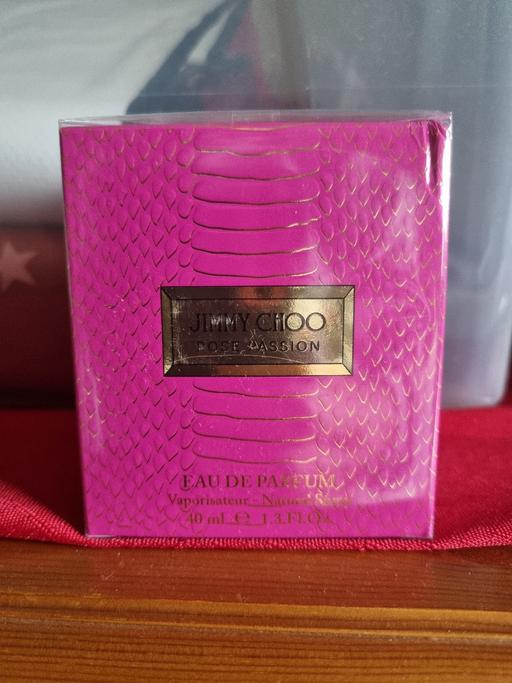 JIMMY CHOO
ROSE PASSION
EAU DE PARFUM
Vaporisateur - Natural Spray
40 ml ℮ 1.3 FL.OZ.